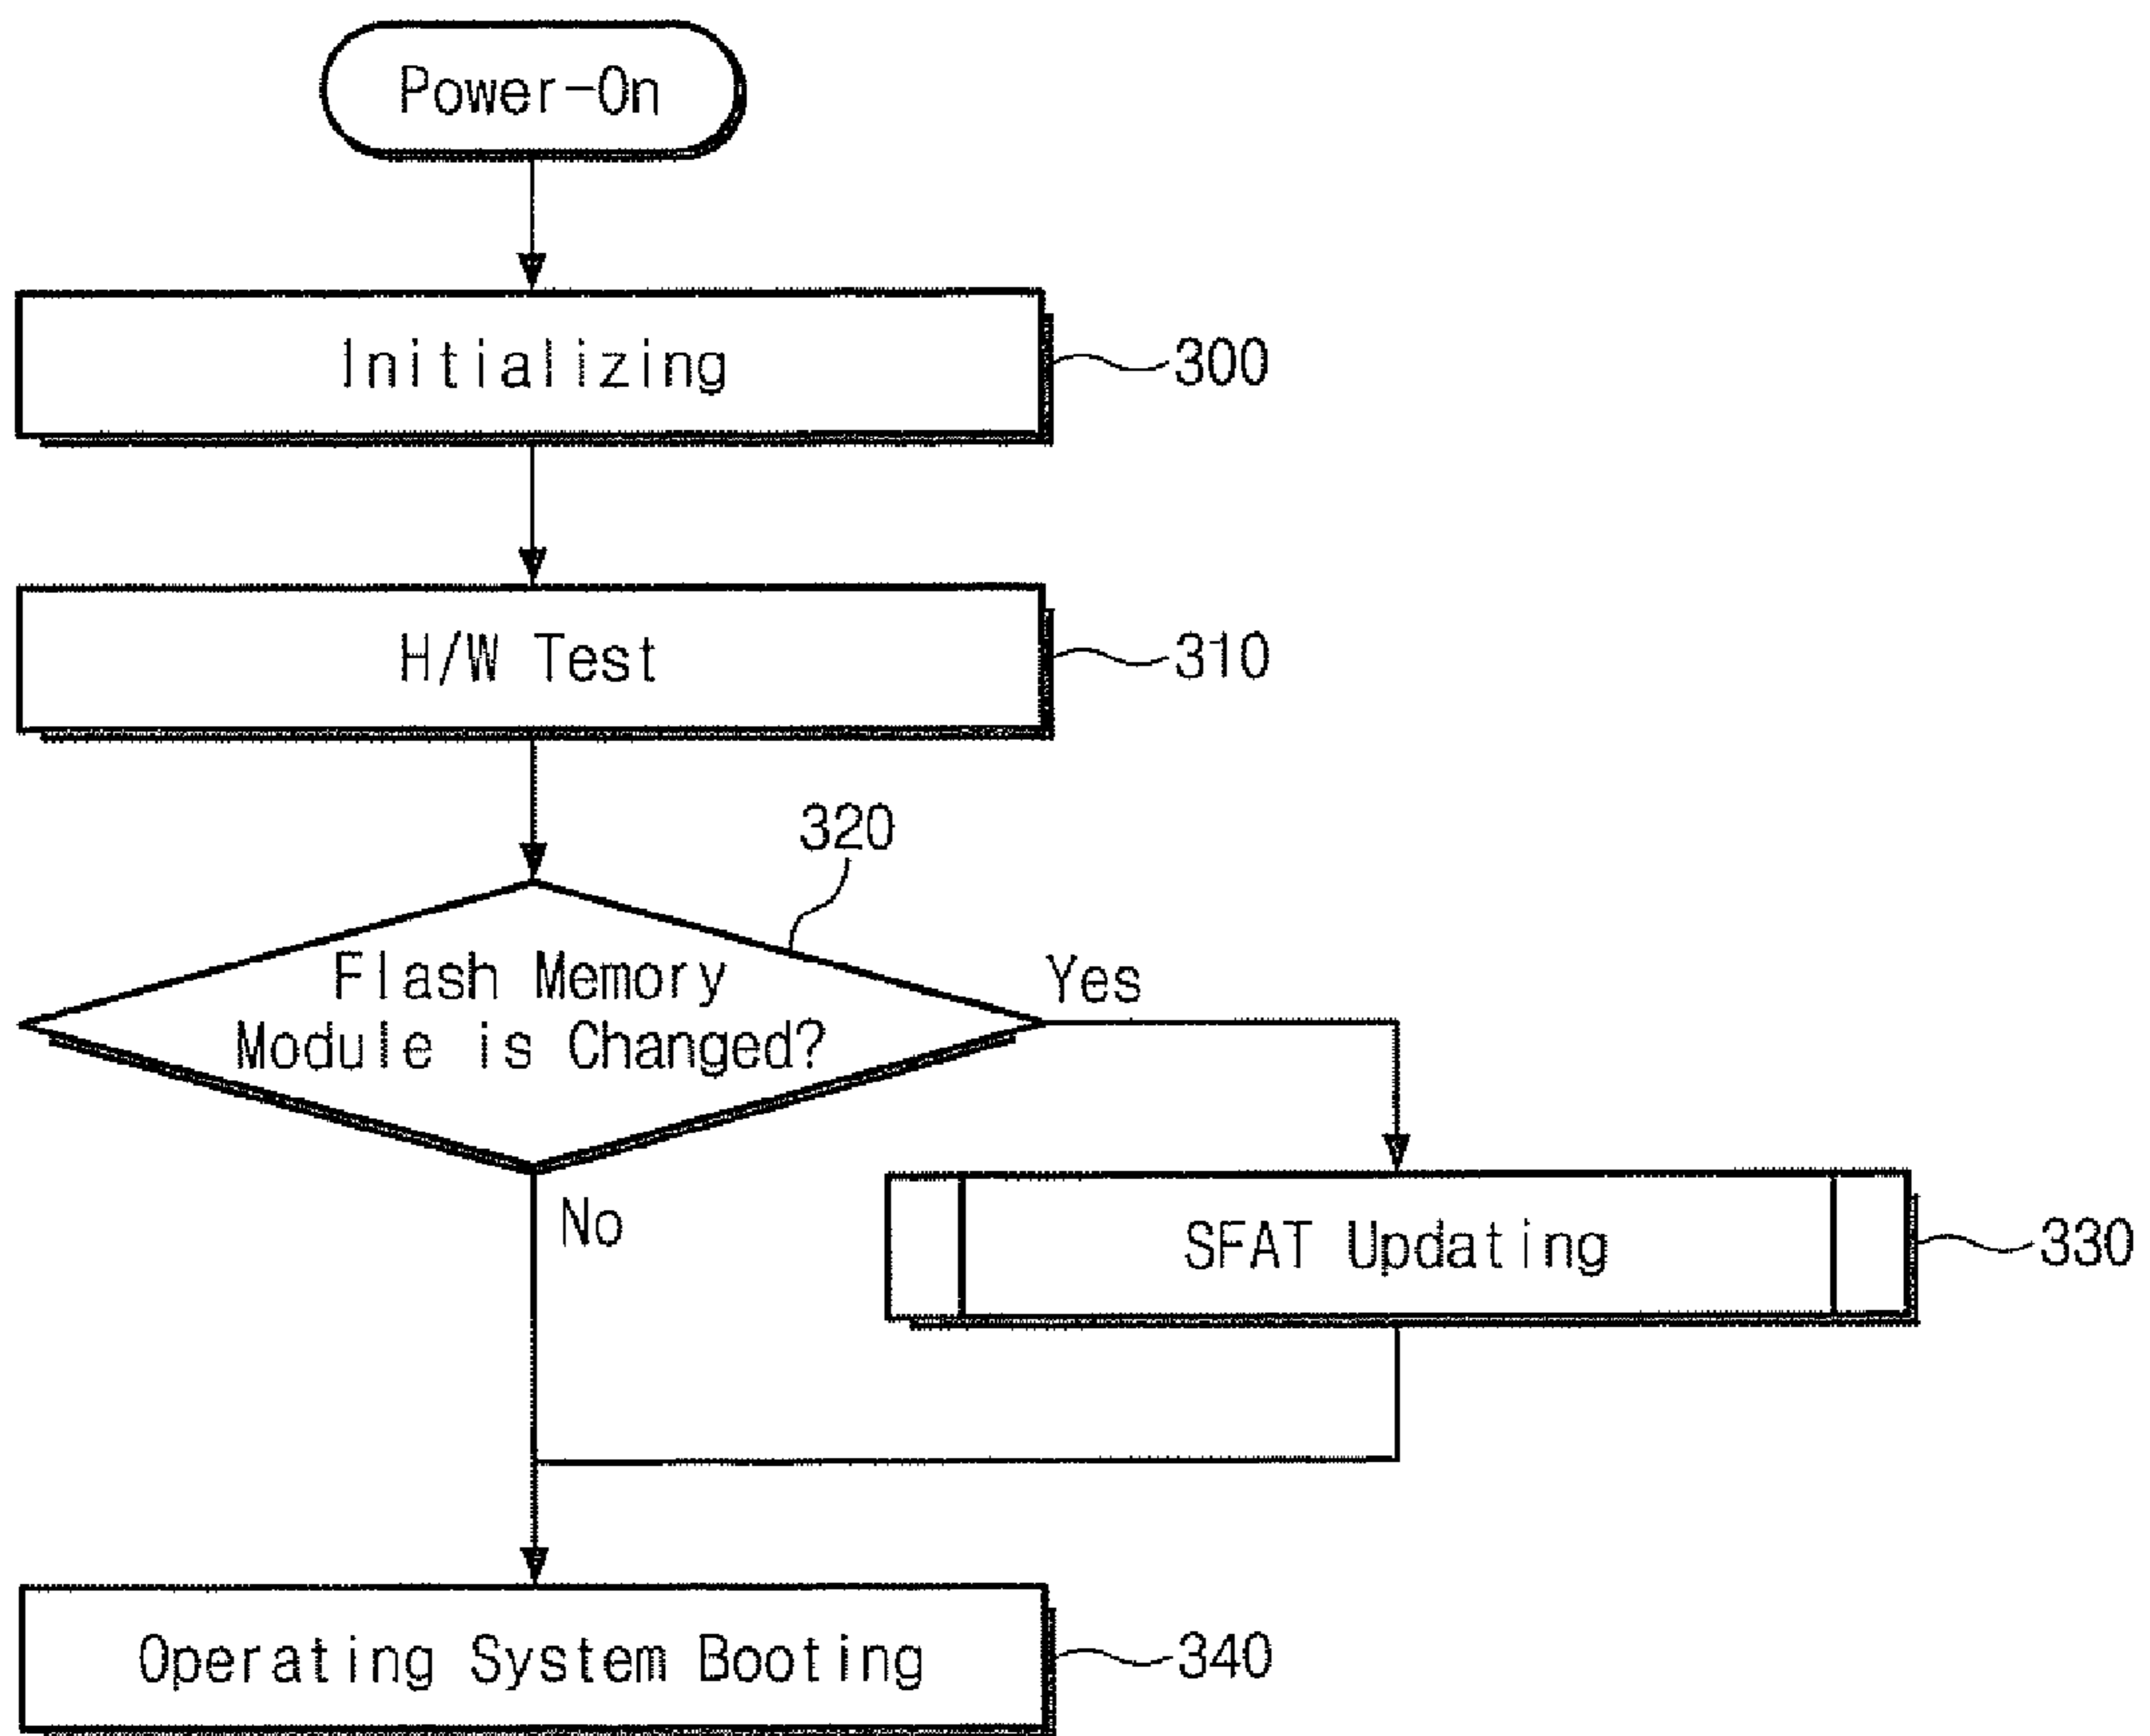 Power-On
Initializing
300
H/W Test
310
320
Flash Memory
Module is Changed?
Yes
No
SFAT Updating
330
Operating System Booting
340